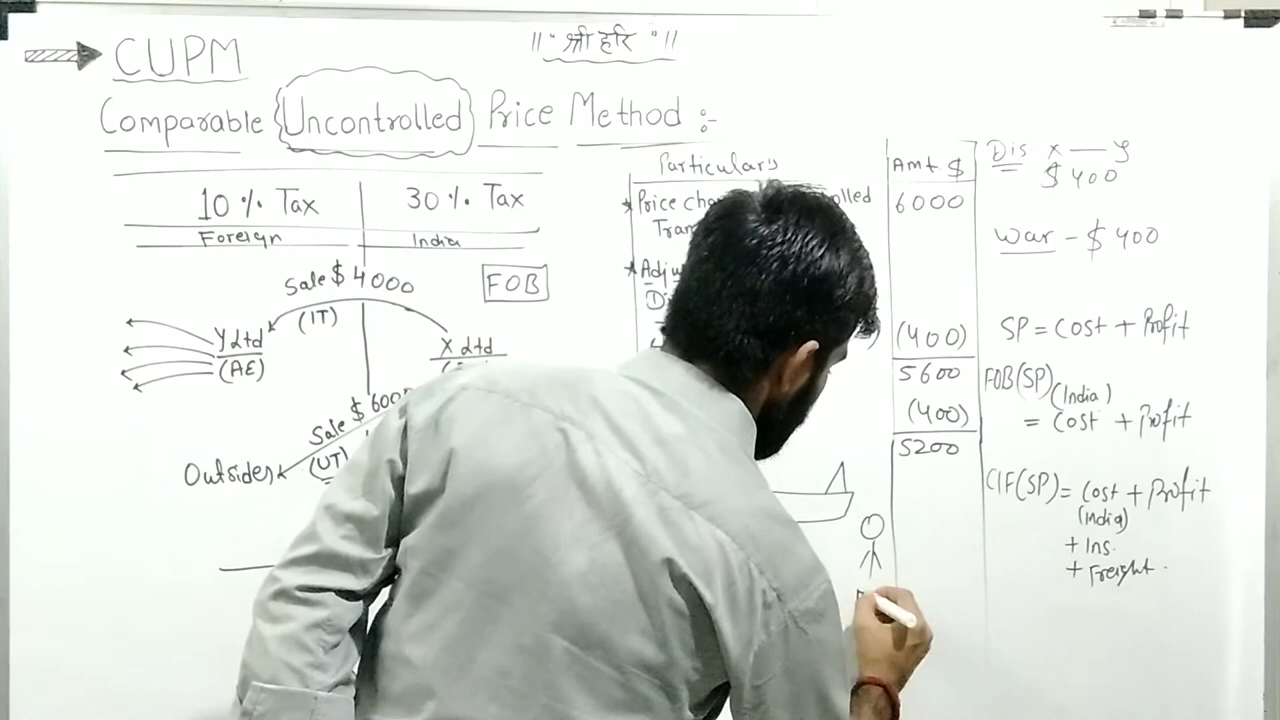 CUPM
॥ " श्री हरि " ॥
Comparable Uncontrolled Price Method :-
10 % Tax
30 % Tax
Foreign
India
Sale $ 4000
FOB
(IT)
Y Ltd
(AE)
X Ltd
Sale $ 600
(UT)
Outsider
Particulars
Amt $
* Price
6000
(400)
5600
(400)
5200
Dis X — Y
$ 400
War - $ 400
SP = Cost + Profit
FOB(SP) (India)
= Cost + Profit
CIF(SP) = Cost + Profit
(India)
+ Ins.
+ Freight.